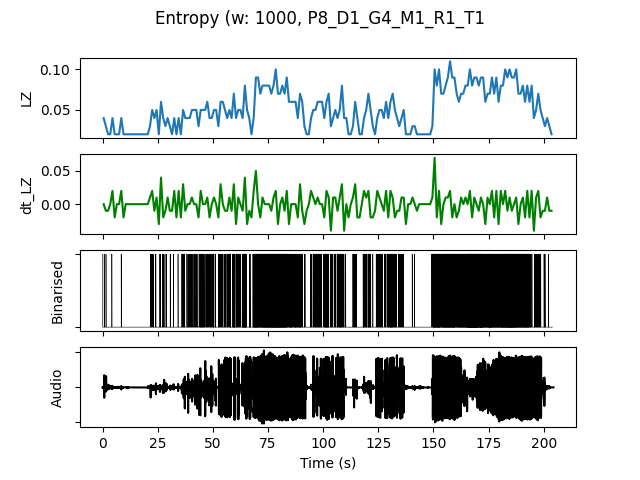 Entropy (w: 1000, P8_D1_G4_M1_R1_T1
0.10
0.05
LZ
0.05
0.00
dt_LZ
Binarised
Audio
0 25 50 75 100 125 150 175 200
Time (s)